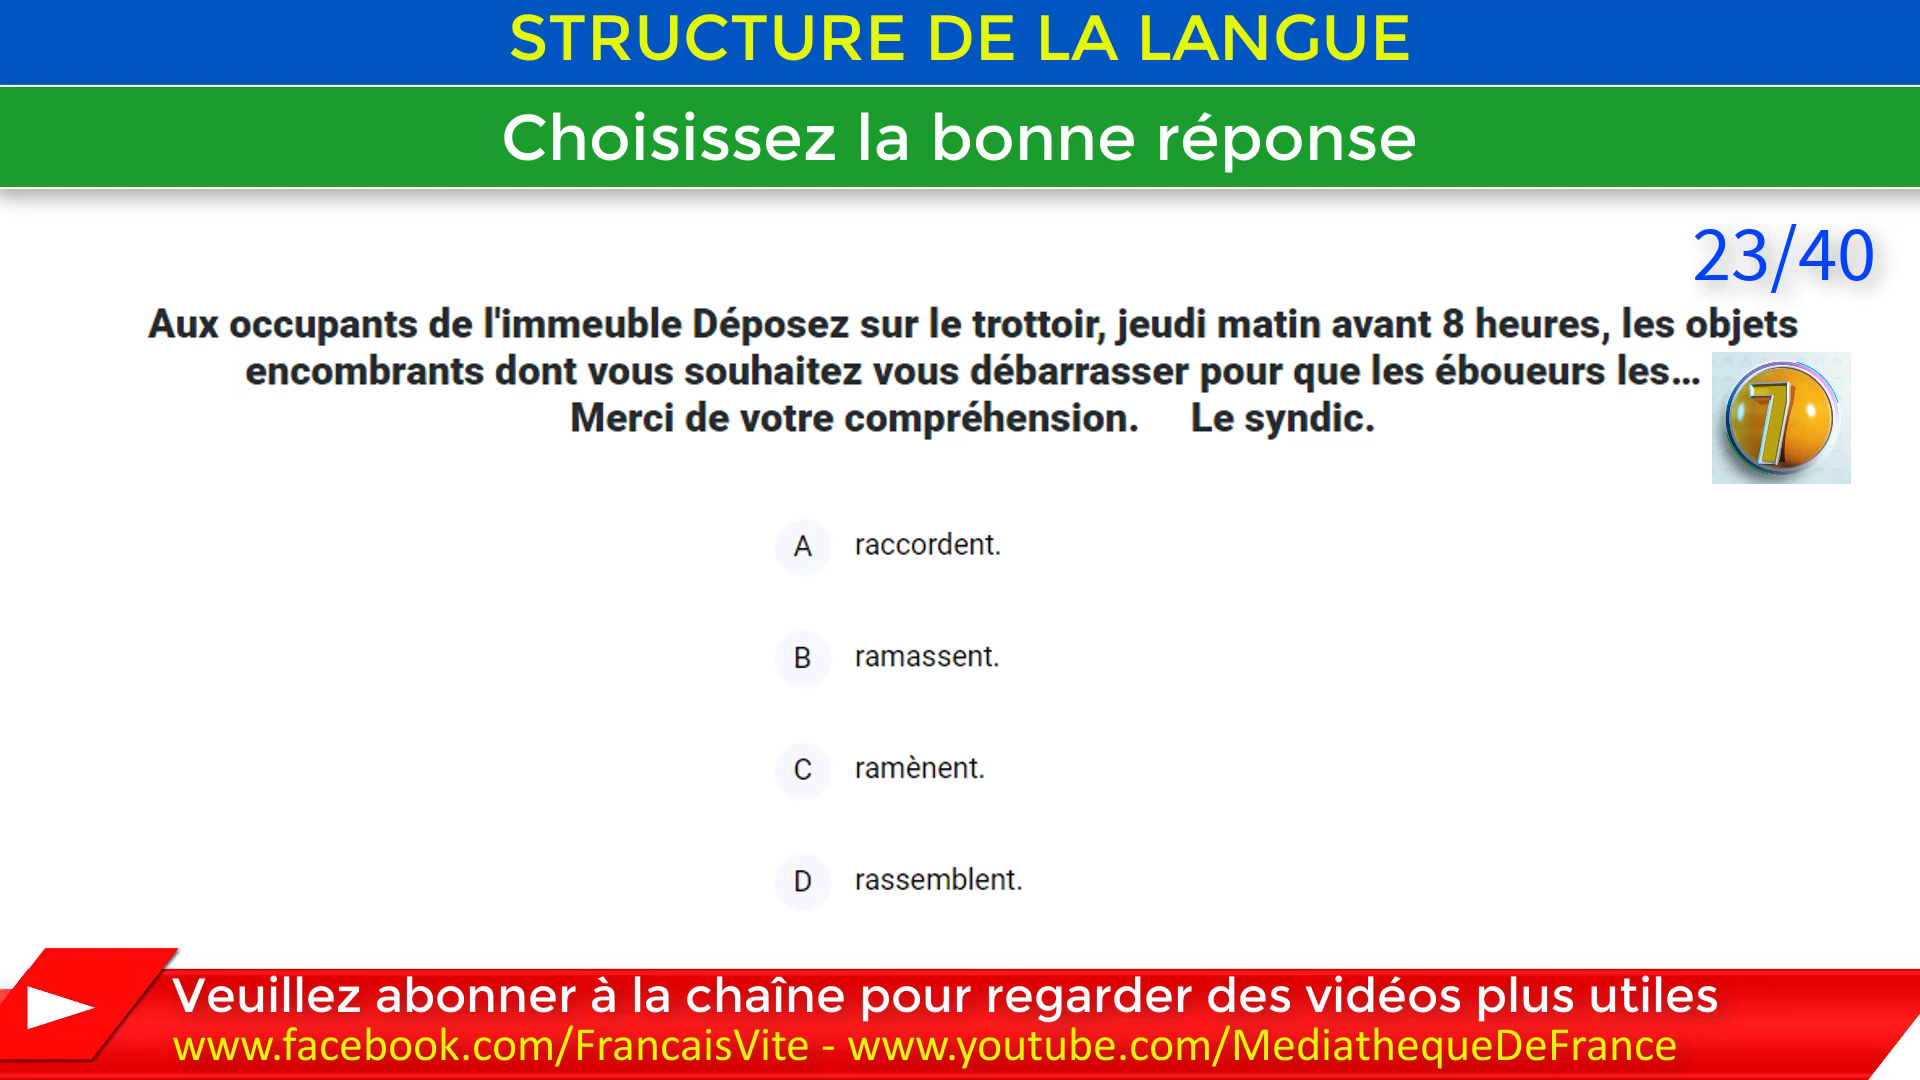 STRUCTURE DE LA LANGUE
Choisissez la bonne réponse
23/40
Aux occupants de l'immeuble Déposez sur le trottoir, jeudi matin avant 8 heures, les objets
encombrants dont vous souhaitez vous débarrasser pour que les éboueurs les...
Merci de votre compréhension. Le syndic.
7
A raccordent.
B ramassent.
C ramènent.
D rassemblent.
Veuillez abonner à la chaîne pour regarder des vidéos plus utiles
www.facebook.com/FrancaisVite - www.youtube.com/MediathequeDeFrance